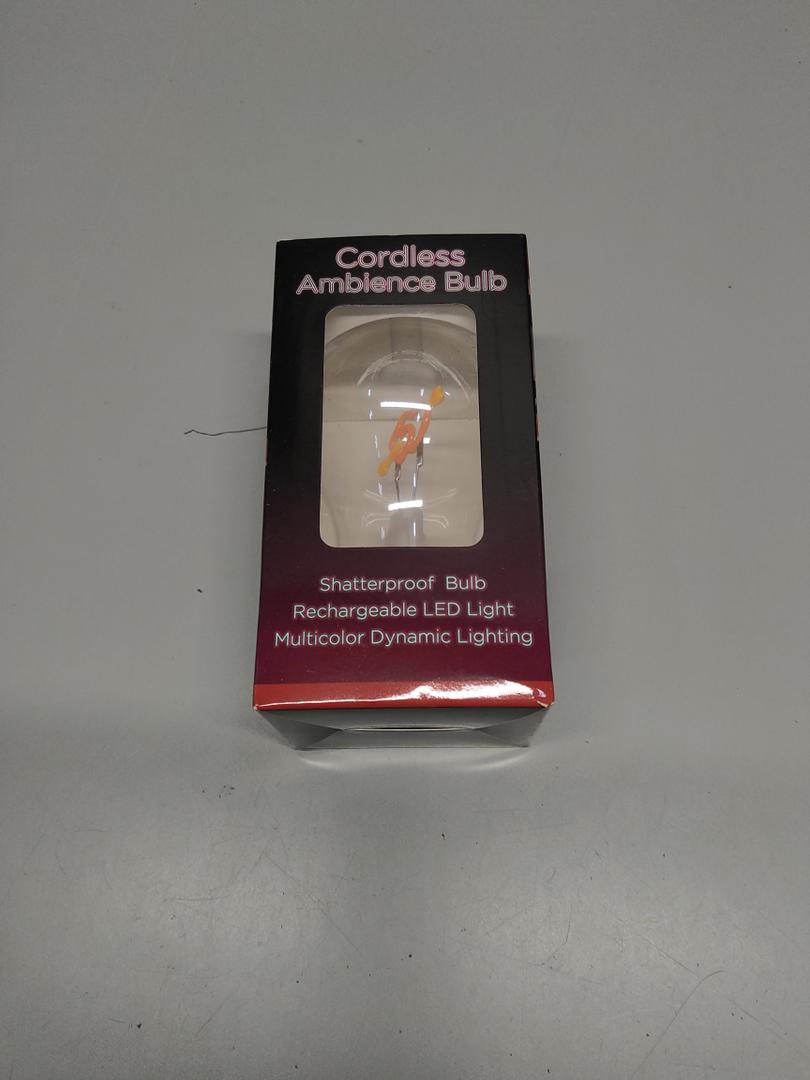 Cordless
Ambience Bulb
Shatterproof Bulb
Rechargeable LED Light
Multicolor Dynamic Lighting